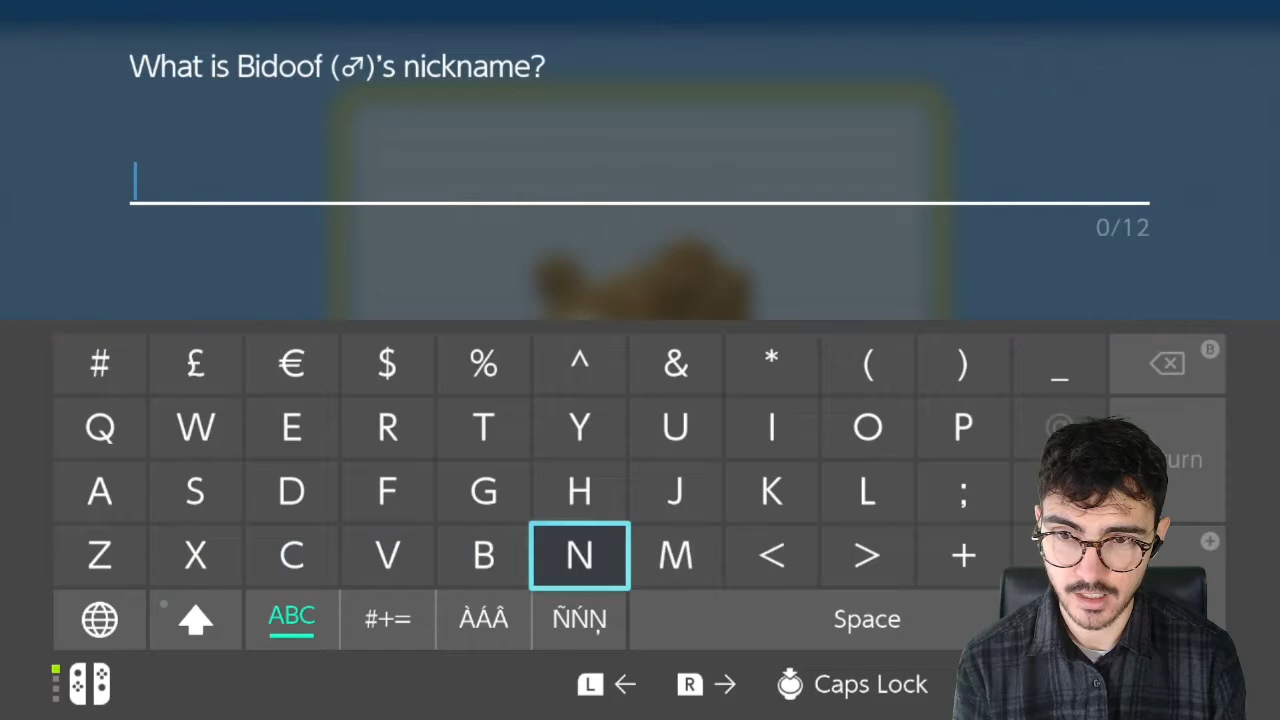 What is Bidoof (♂)'s nickname?
0/12
# £ € $ % ^ & * ( ) _ B
Q W E R T Y U I O P @
A S D F G H J K L ;
Z X C V B N M < > + +
ABC #+= ÀÁÂ ÑŃŅ Space
L ← R → Caps Lock